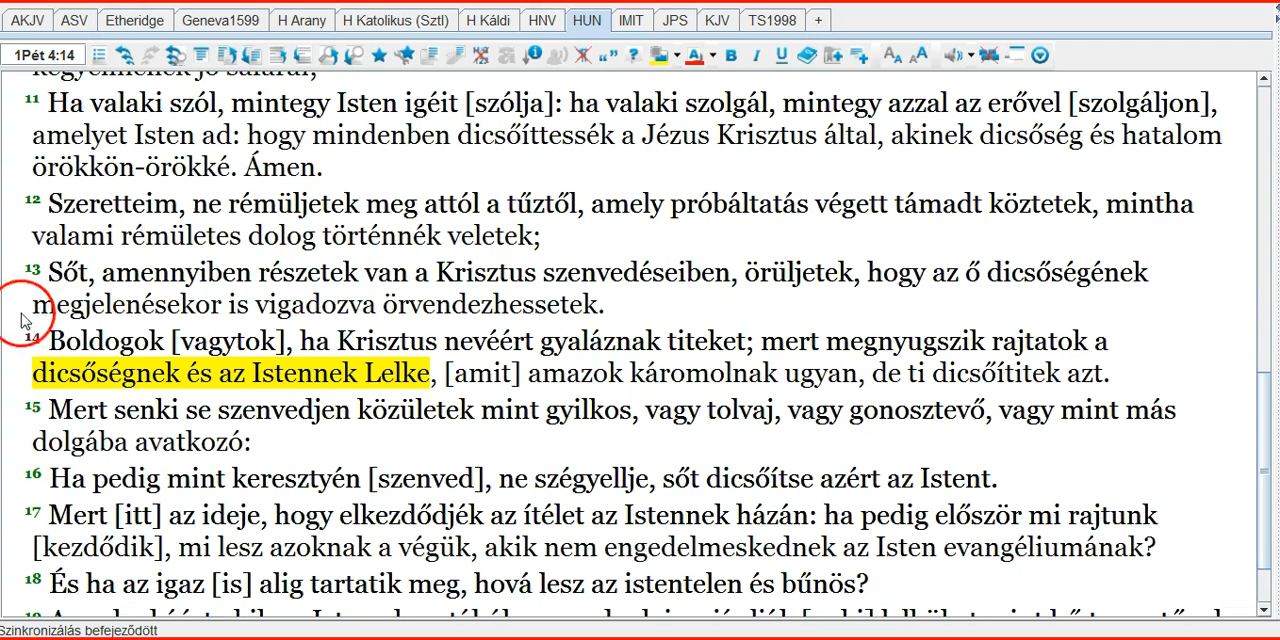 AKJV ASV Etheridge Geneva1599 H Arany H Katolikus (Sztl) H Káldi HNV HUN IMIT JPS KJV TS1998 +
1Pét 4:14
11 Ha valaki szól, mintegy Isten igéit [szólja]: ha valaki szolgál, mintegy azzal az erővel [szolgáljon],
amelyet Isten ad: hogy mindenben dicsőíttessék a Jézus Krisztus által, akinek dicsőség és hatalom
örökkön-örökké. Ámen.
12 Szeretteim, ne rémüljetek meg attól a tűztől, amely próbáltatás végett támadt köztetek, mintha
valami rémületes dolog történnék veletek;
13 Sőt, amennyiben részetek van a Krisztus szenvedéseiben, örüljetek, hogy az ő dicsőségének
megjelenésekor is vigadozva örvendezhessetek.
14 Boldogok [vagytok], ha Krisztus nevéért gyaláznak titeket; mert megnyugszik rajtatok a
dicsőségnek és az Istennek Lelke, [amit] amazok káromolnak ugyan, de ti dicsőítitek azt.
15 Mert senki se szenvedjen közületek mint gyilkos, vagy tolvaj, vagy gonosztevő, vagy mint más
dolgába avatkozó:
16 Ha pedig mint keresztyén [szenved], ne szégyellje, sőt dicsőítse azért az Istent.
17 Mert [itt] az ideje, hogy elkezdődjék az ítélet az Istennek házán: ha pedig először mi rajtunk
[kezdődik], mi lesz azoknak a végük, akik nem engedelmeskednek az Isten evangéliumának?
18 És ha az igaz [is] alig tartatik meg, hová lesz az istentelen és bűnös?
Szinkronizálás befejeződött